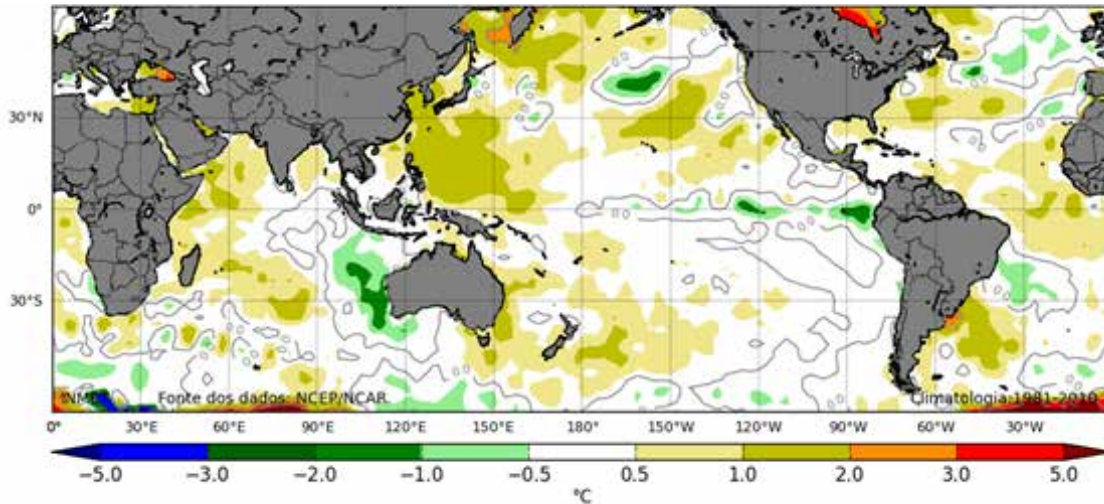 30°N
0°
30°S
INMET Fonte dos dados: NCEP/NCAR Climatologia:1981-2010
0° 30°E 60°E 90°E 120°E 150°E 180° 150°W 120°W 90°W 60°W 30°W
−5.0 −3.0 −2.0 −1.0 −0.5 0.5 1.0 2.0 3.0 5.0
°C